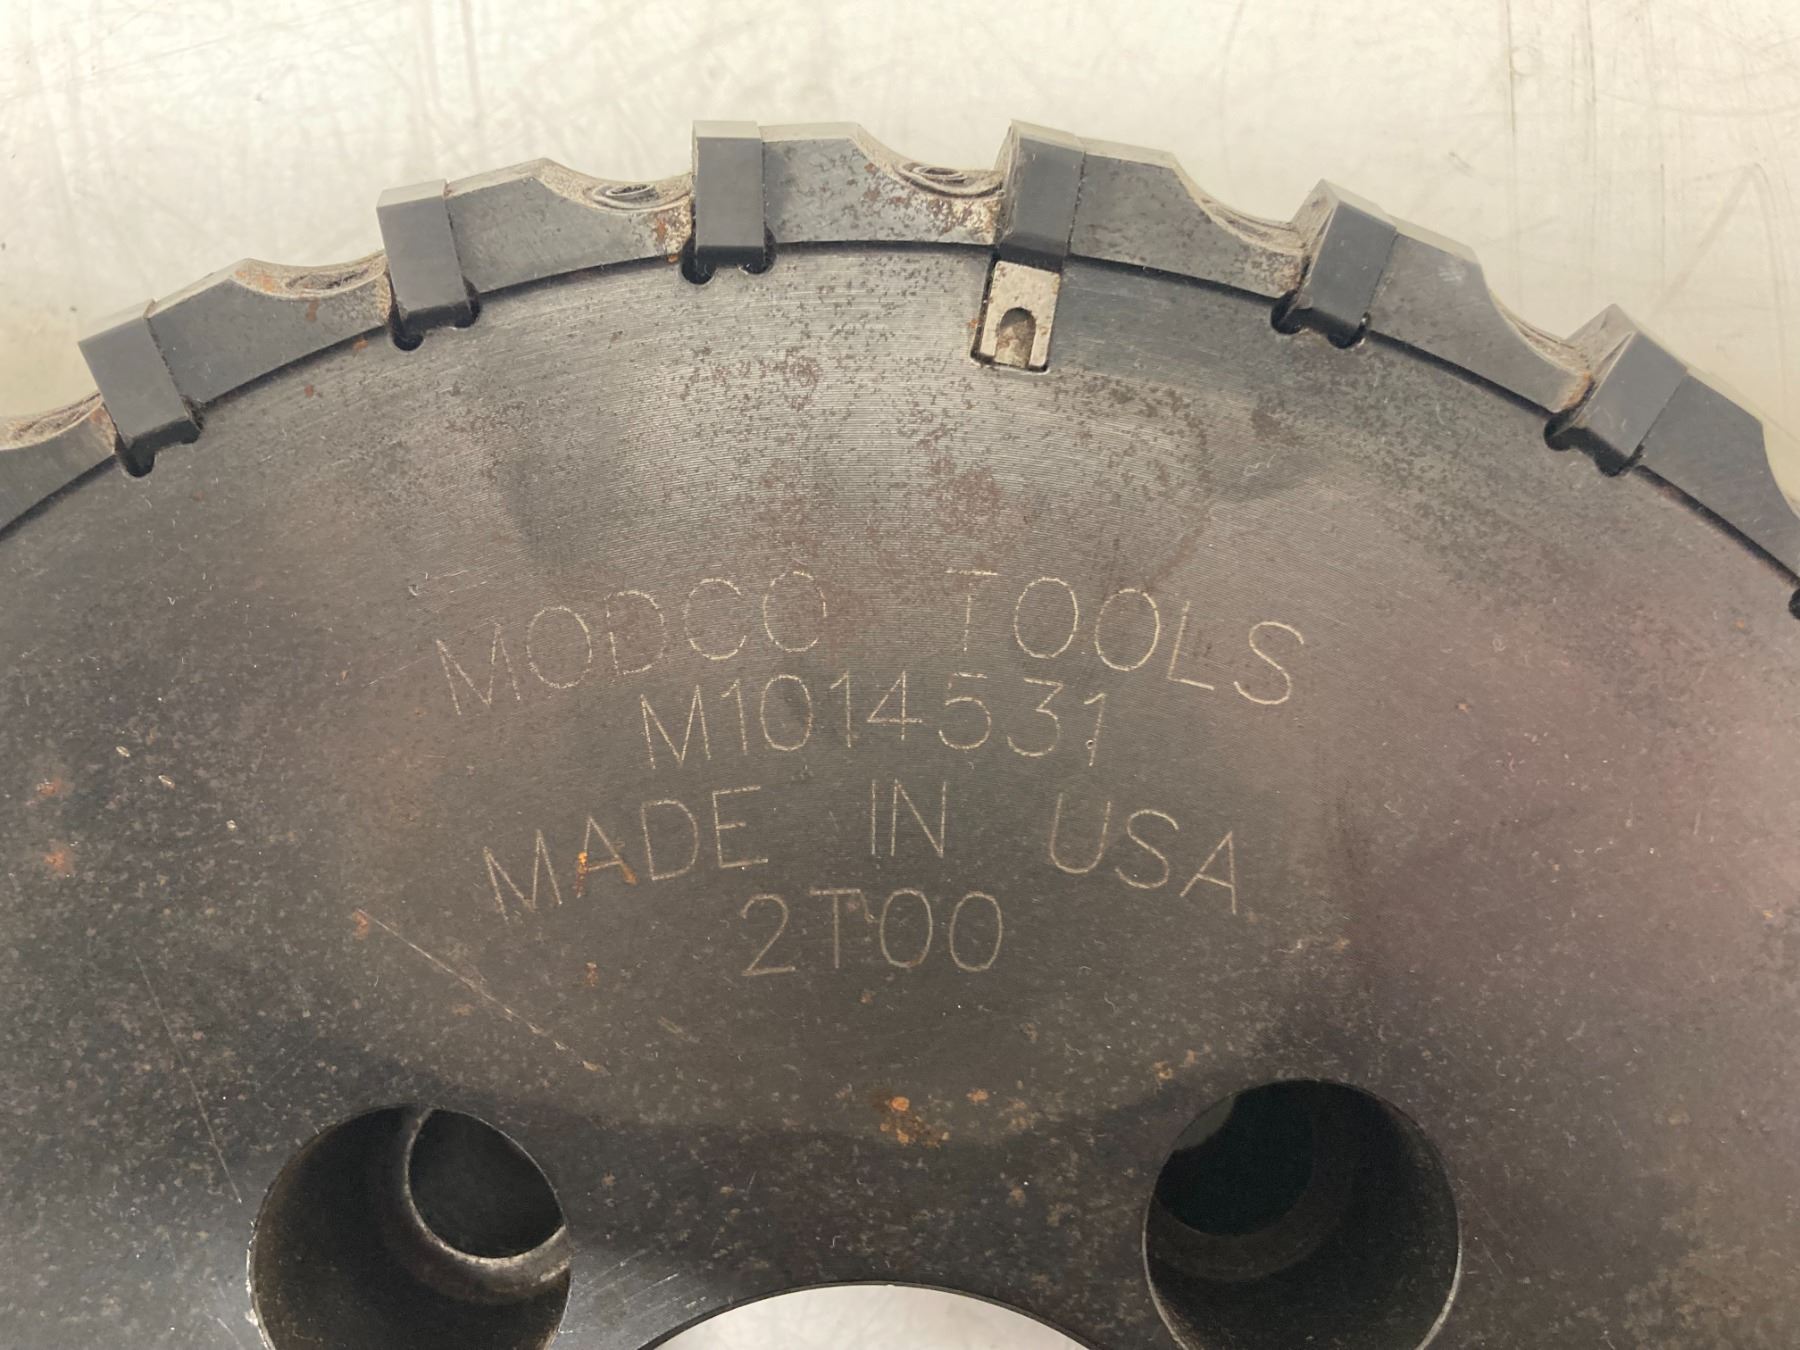 MODCO TOOLS
M1014531
MADE IN USA
2T00